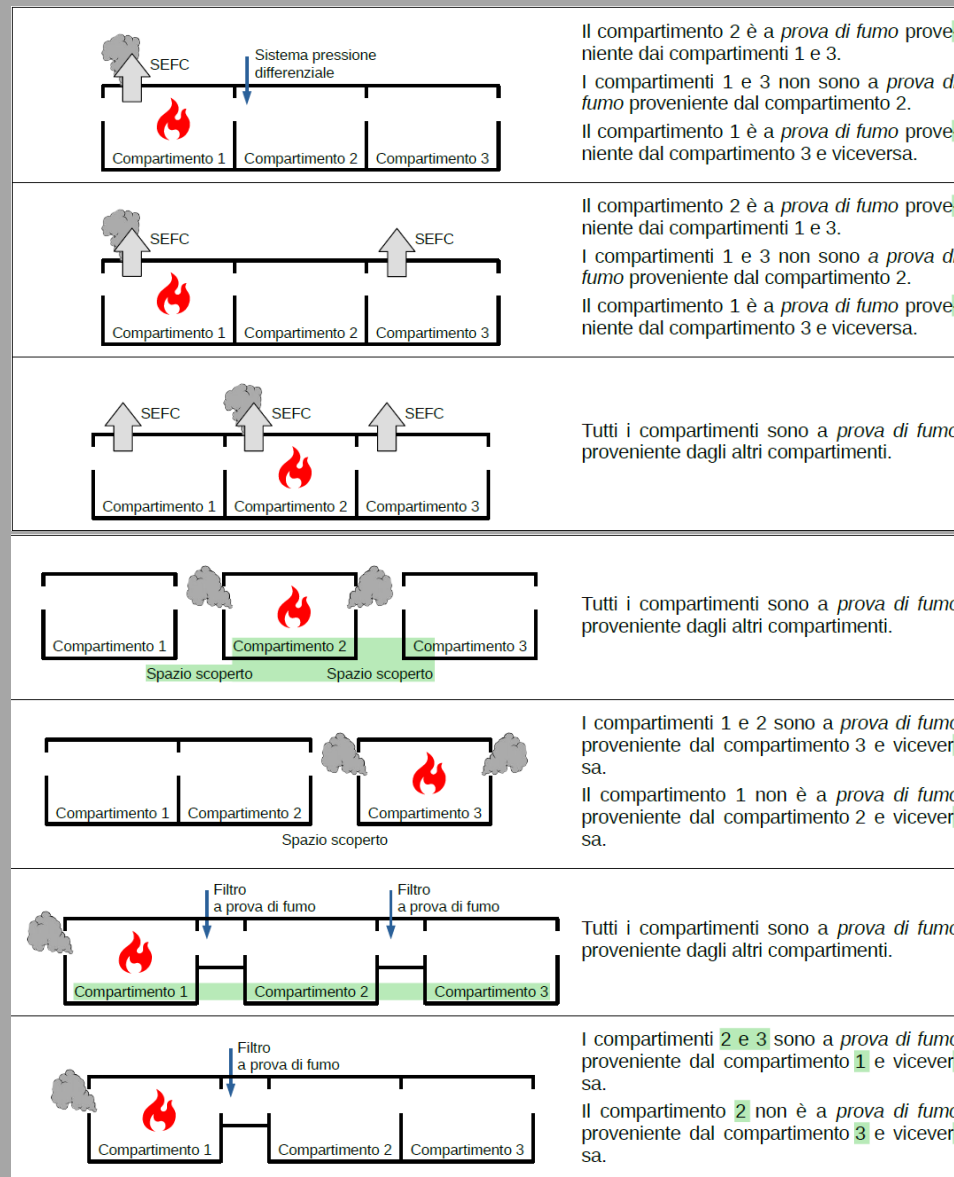 SEFC
Sistema pressione
differenziale
Compartimento 1
Compartimento 2
Compartimento 3
Il compartimento 2 è a prova di fumo prove-
niente dai compartimenti 1 e 3.
I compartimenti 1 e 3 non sono a prova di
fumo proveniente dal compartimento 2.
Il compartimento 1 è a prova di fumo prove-
niente dal compartimento 3 e viceversa.
SEFC
SEFC
Compartimento 1
Compartimento 2
Compartimento 3
Il compartimento 2 è a prova di fumo prove-
niente dai compartimenti 1 e 3.
I compartimenti 1 e 3 non sono a prova di
fumo proveniente dal compartimento 2.
Il compartimento 1 è a prova di fumo prove-
niente dal compartimento 3 e viceversa.
SEFC
SEFC
SEFC
Compartimento 1
Compartimento 2
Compartimento 3
Tutti i compartimenti sono a prova di fumo
proveniente dagli altri compartimenti.
Compartimento 1
Compartimento 2
Compartimento 3
Spazio scoperto
Spazio scoperto
Tutti i compartimenti sono a prova di fumo
proveniente dagli altri compartimenti.
Compartimento 1
Compartimento 2
Compartimento 3
Spazio scoperto
I compartimenti 1 e 2 sono a prova di fumo
proveniente dal compartimento 3 e vicever-
sa.
Il compartimento 1 non è a prova di fumo
proveniente dal compartimento 2 e vicever-
sa.
Filtro
a prova di fumo
Filtro
a prova di fumo
Compartimento 1
Compartimento 2
Compartimento 3
Tutti i compartimenti sono a prova di fumo
proveniente dagli altri compartimenti.
Filtro
a prova di fumo
Compartimento 1
Compartimento 2
Compartimento 3
I compartimenti 2 e 3 sono a prova di fumo
proveniente dal compartimento 1 e vicever-
sa.
Il compartimento 2 non è a prova di fumo
proveniente dal compartimento 3 e vicever-
sa.